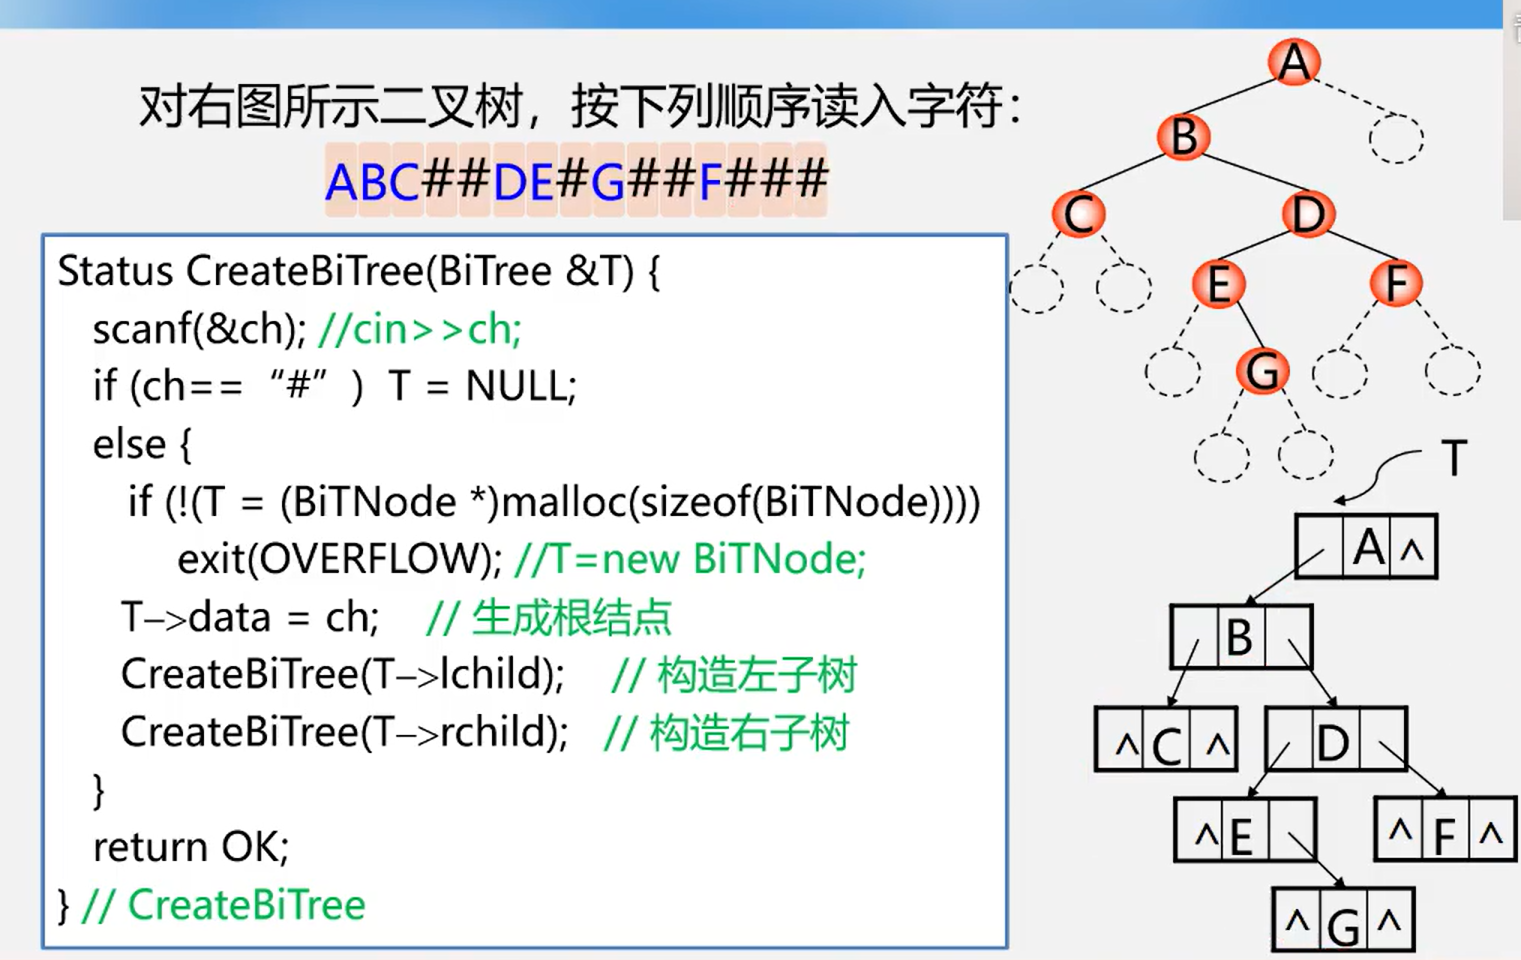 对右图所示二叉树，按下列顺序读入字符：
ABC##DE#G##F###
Status CreateBiTree(BiTree &T) {
scanf(&ch); //cin>>ch;
if (ch== “#” ) T = NULL;
else {
if (!(T = (BiTNode *)malloc(sizeof(BiTNode))))
exit(OVERFLOW); //T=new BiTNode;
T–>data = ch; // 生成根结点
CreateBiTree(T–>lchild); // 构造左子树
CreateBiTree(T–>rchild); // 构造右子树
}
return OK;
} // CreateBiTree
A
B
C D
E F
G
T
A ^
B
^ C ^ D
^ E ^ F ^
^ G ^